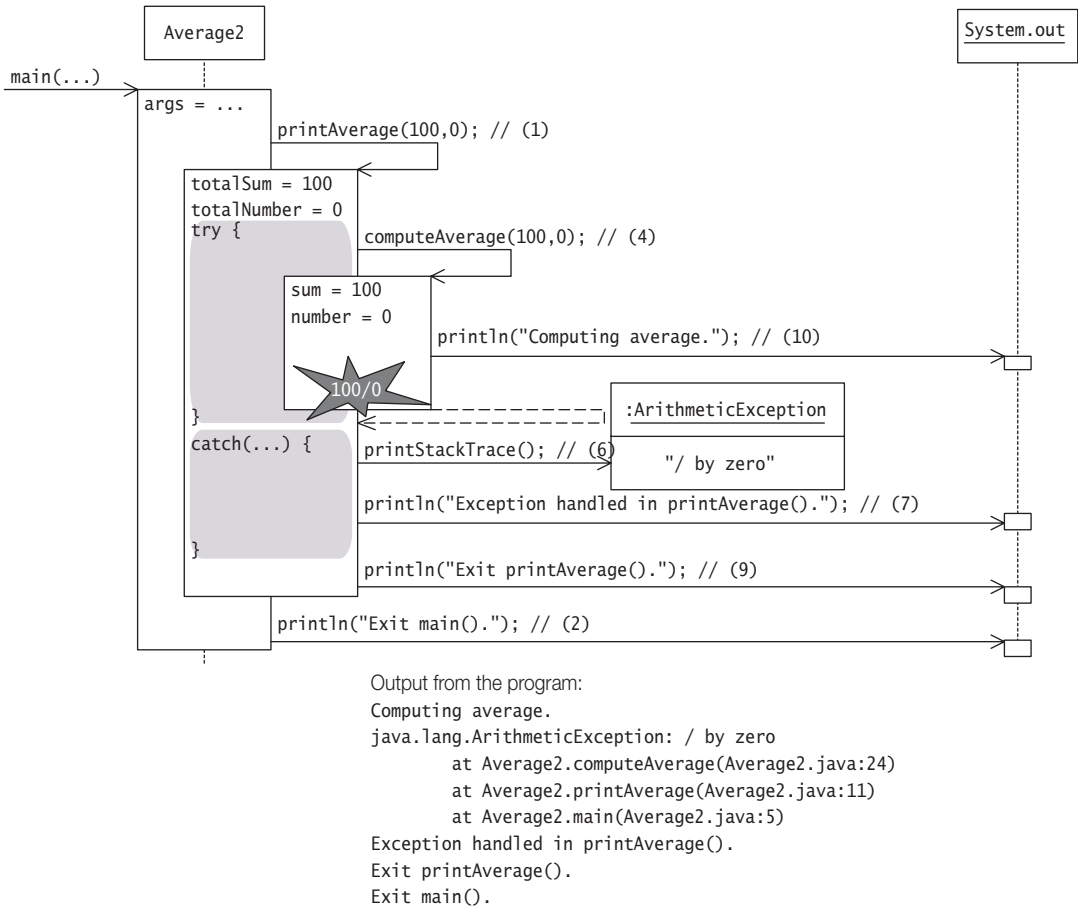 Average2
System.out
main(...)
args = ...
printAverage(100,0); // (1)
totalSum = 100
totalNumber = 0
try {
computeAverage(100,0); // (4)
sum = 100
number = 0
println("Computing average."); // (10)
100/0
:ArithmeticException
}
catch(...) {
printStackTrace(); // (6)
"/ by zero"
println("Exception handled in printAverage()."); // (7)
}
println("Exit printAverage()."); // (9)
println("Exit main()."); // (2)
Output from the program:
Computing average.
java.lang.ArithmeticException: / by zero
at Average2.computeAverage(Average2.java:24)
at Average2.printAverage(Average2.java:11)
at Average2.main(Average2.java:5)
Exception handled in printAverage().
Exit printAverage().
Exit main().